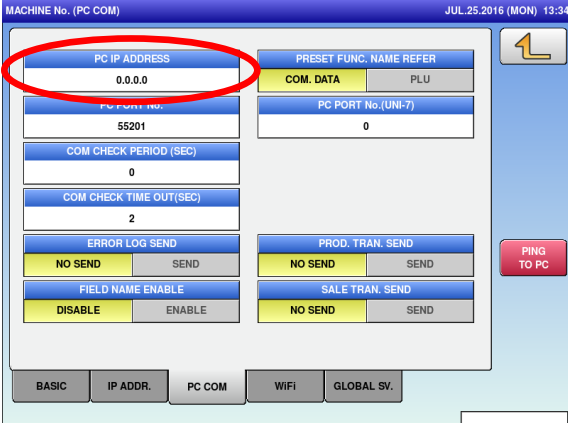 MACHINE No. (PC COM) JUL.25.2016 (MON) 13:34
PC IP ADDRESS PRESET FUNC. NAME REFER
0.0.0.0 COM. DATA PLU
PC PORT No. PC PORT No.(UNI-7)
55201 0
COM CHECK PERIOD (SEC)
0
COM CHECK TIME OUT(SEC)
2
ERROR LOG SEND PROD. TRAN. SEND
NO SEND SEND NO SEND SEND
PING
TO PC
FIELD NAME ENABLE SALE TRAN. SEND
DISABLE ENABLE NO SEND SEND
BASIC IP ADDR. PC COM WiFi GLOBAL SV.